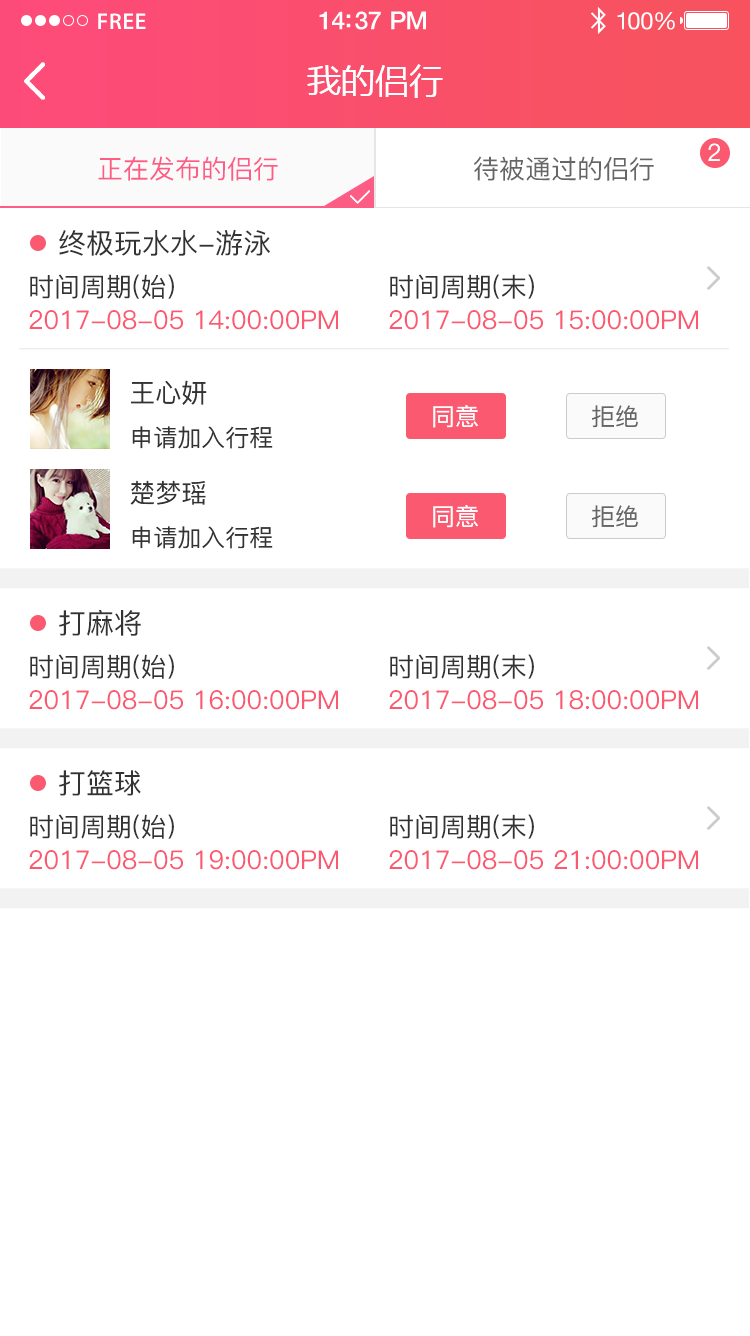 FREE 14:37 PM 100%
我的侣行
正在发布的侣行 待被通过的侣行 2
终极玩水水-游泳
时间周期(始) 时间周期(末)
2017-08-05 14:00:00PM 2017-08-05 15:00:00PM
王心妍
申请加入行程 同意 拒绝
楚梦瑶
申请加入行程 同意 拒绝
打麻将
时间周期(始) 时间周期(末)
2017-08-05 16:00:00PM 2017-08-05 18:00:00PM
打篮球
时间周期(始) 时间周期(末)
2017-08-05 19:00:00PM 2017-08-05 21:00:00PM